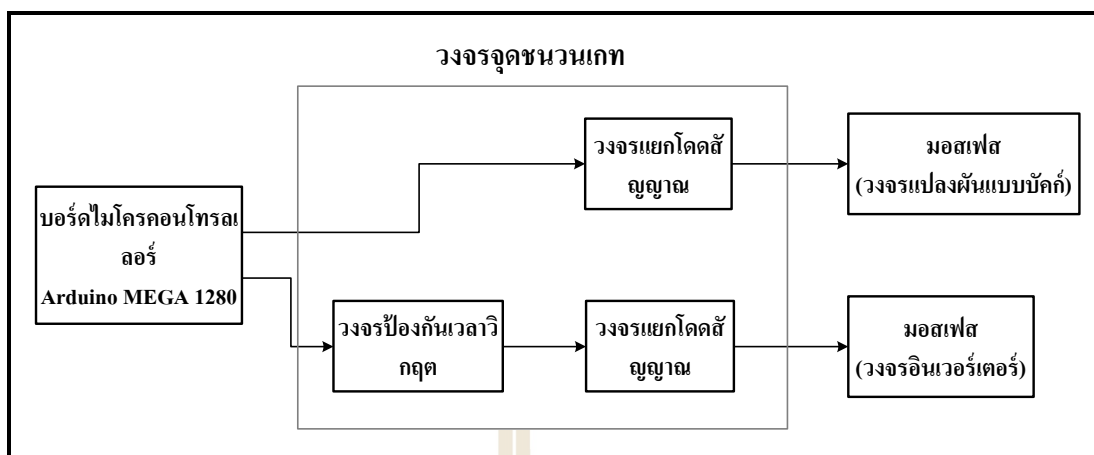 วงจรจุดชนวนเกท
วงจรแยกโดดสั
ญญาณ
มอสเฟส
(วงจรแปลงผันแบบบัคก์)
บอร์ดไมโครคอนโทรลเ
ลอร์
Arduino MEGA 1280
วงจรป้องกันเวลาวิ
กฤต
วงจรแยกโดดสั
ญญาณ
มอสเฟส
(วงจรอินเวอร์เตอร์)